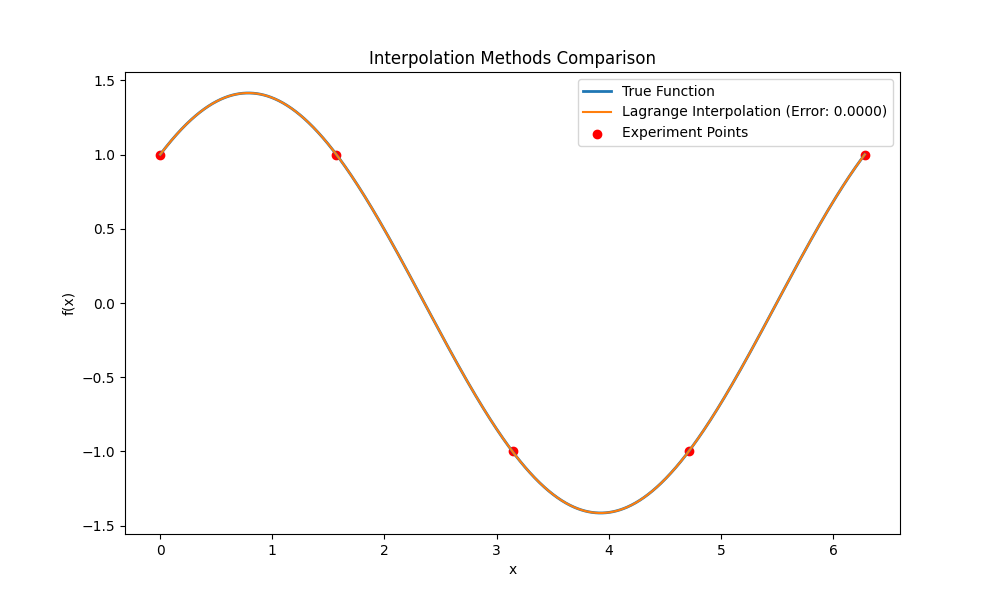 Interpolation Methods Comparison
True Function
Lagrange Interpolation (Error: 0.0000)
Experiment Points
f(x)
1.5
1.0
0.5
0.0
−0.5
−1.0
−1.5
0 1 2 3 4 5 6
x